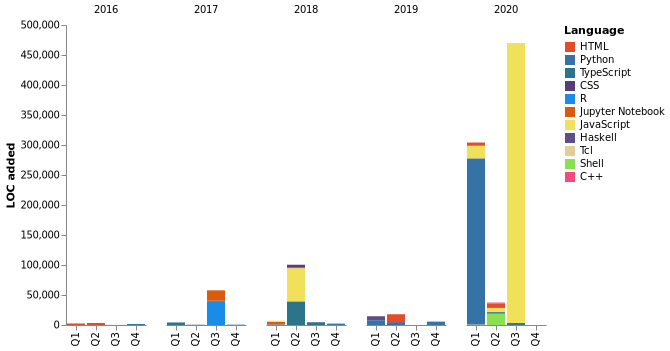 2016 2017 2018 2019 2020
500,000
450,000
400,000
350,000
300,000
250,000
200,000
150,000
100,000
50,000
0
LOC added
Q1 Q2 Q3 Q4 Q1 Q2 Q3 Q4 Q1 Q2 Q3 Q4 Q1 Q2 Q3 Q4 Q1 Q2 Q3 Q4
Language
HTML
Python
TypeScript
CSS
R
Jupyter Notebook
JavaScript
Haskell
Tcl
Shell
C++